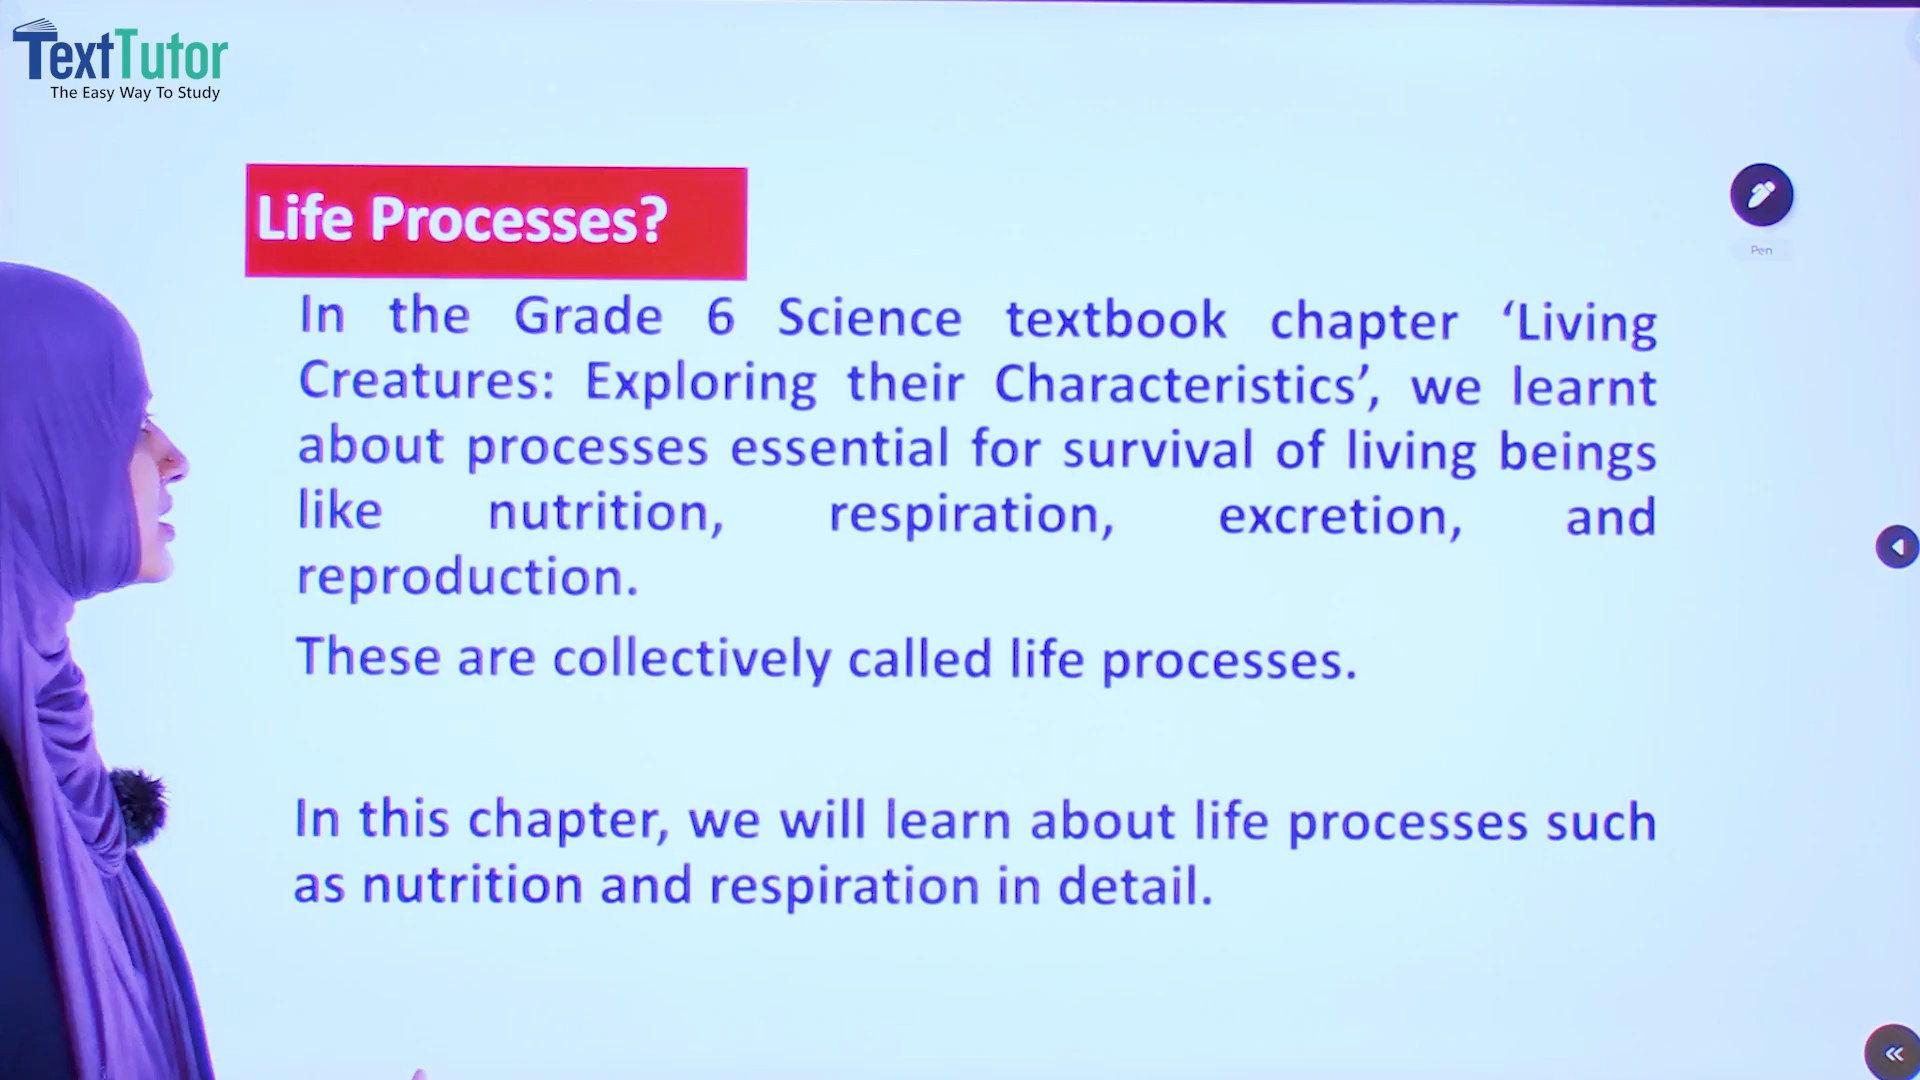 TextTutor
The Easy Way To Study
Life Processes?
Pen
In the Grade 6 Science textbook chapter ‘Living
Creatures: Exploring their Characteristics’, we learnt
about processes essential for survival of living beings
like nutrition, respiration, excretion, and
reproduction.
These are collectively called life processes.
In this chapter, we will learn about life processes such
as nutrition and respiration in detail.